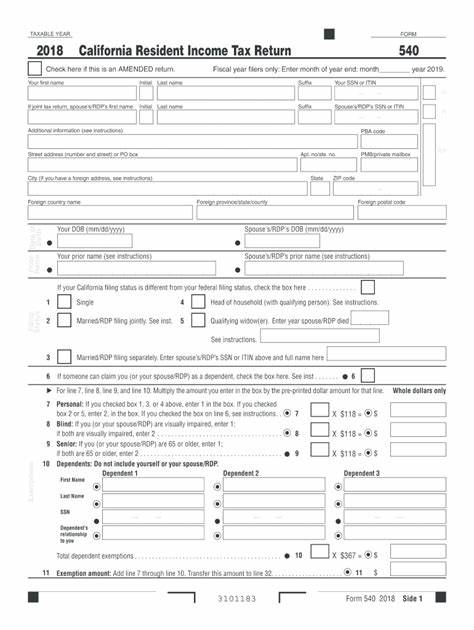 TAXABLE YEAR FORM
2018 California Resident Income Tax Return 540
Check here if this is an AMENDED return. Fiscal year filers only: Enter month of year end: month________ year 2019.
Your first name Initial Last name Suffix Your SSN or ITIN
If joint tax return, spouse's/RDP's first name Initial Last name Suffix Spouse's/RDP's SSN or ITIN
Additional information (see instructions) PBA code
Street address (number and street) or PO box Apt. no/ste. no. PMB/private mailbox
City (If you have a foreign address, see instructions) State ZIP code
Foreign country name Foreign province/state/county Foreign postal code
Your DOB (mm/dd/yyyy) Spouse's/RDP's DOB (mm/dd/yyyy)
Your prior name (see instructions) Spouse's/RDP's prior name (see instructions)
If your California filing status is different from your federal filing status, check the box here
1 Single 4 Head of household (with qualifying person). See instructions.
2 Married/RDP filing jointly. See inst. 5 Qualifying widow(er). Enter year spouse/RDP died
See instructions.
3 Married/RDP filing separately. Enter spouse's/RDP's SSN or ITIN above and full name here
6 If someone can claim you (or your spouse/RDP) as a dependent, check the box here. See inst. 6
For line 7, line 8, line 9, and line 10: Multiply the amount you enter in the box by the pre-printed dollar amount for that line. Whole dollars only
7 Personal: If you checked box 1, 3, or 4 above, enter 1 in the box. If you checked
box 2 or 5, enter 2, in the box. If you checked the box on line 6, see instructions. 7 X $118 = $
8 Blind: If you (or your spouse/RDP) are visually impaired, enter 1;
if both are visually impaired, enter 2 8 X $118 = $
9 Senior: If you (or your spouse/RDP) are 65 or older, enter 1;
if both are 65 or older, enter 2 9 X $118 = $
10 Dependents: Do not include yourself or your spouse/RDP.
Dependent 1 Dependent 2 Dependent 3
First Name
Last Name
SSN
Dependent's
relationship
to you
Total dependent exemptions 10 X $367 = $
11 Exemption amount: Add line 7 through line 10. Transfer this amount to line 32 11 $
3101183 Form 540 2018 Side 1